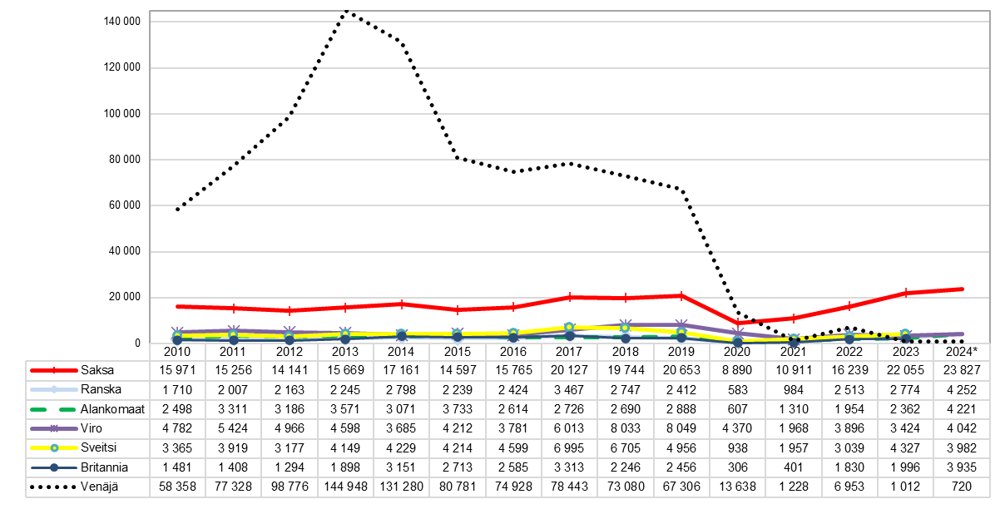 140 000
120 000
100 000
80 000
60 000
40 000
20 000
0
2010 2011 2012 2013 2014 2015 2016 2017 2018 2019 2020 2021 2022 2023 2024*
Saksa 15 971 15 256 14 141 15 669 17 161 14 597 15 765 20 127 19 744 20 653 8 890 10 911 16 239 22 055 23 827
Ranska 1 710 2 007 2 163 2 245 2 798 2 239 2 424 3 467 2 747 2 412 583 984 2 513 2 774 4 252
Alankomaat 2 498 3 311 3 186 3 571 3 071 3 733 2 614 2 726 2 690 2 888 607 1 310 1 954 2 362 4 221
Viro 4 782 5 424 4 966 4 598 3 685 4 212 3 781 6 013 8 033 8 049 4 370 1 968 3 896 3 424 4 042
Sveitsi 3 365 3 919 3 177 4 149 4 229 4 214 4 599 6 995 6 705 4 956 938 1 957 3 039 4 327 3 982
Britannia 1 481 1 408 1 294 1 898 3 151 2 713 2 585 3 313 2 246 2 456 306 401 1 830 1 996 3 935
Venäjä 58 358 77 328 98 776 144 948 131 280 80 781 74 928 78 443 73 080 67 306 13 638 1 228 6 953 1 012 720